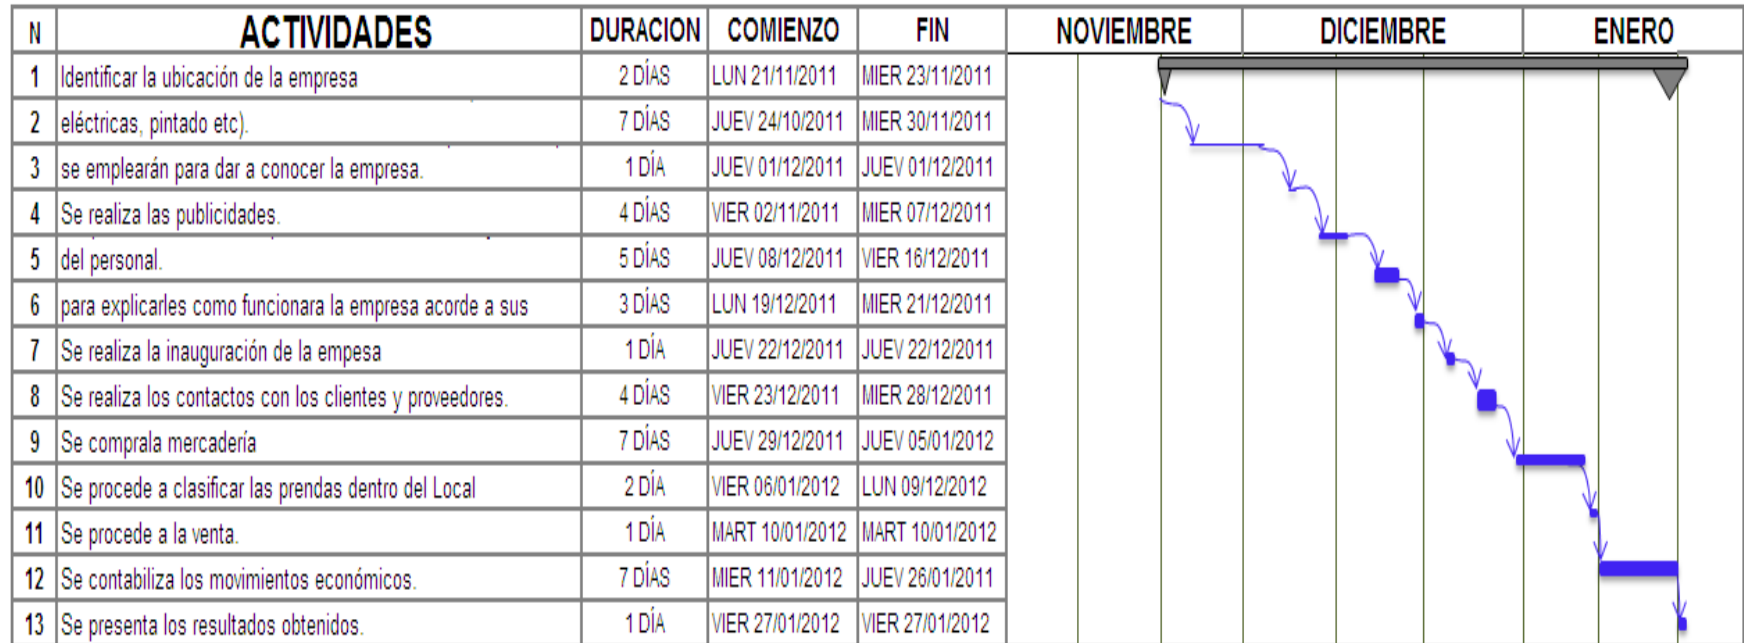 N ACTIVIDADES DURACION COMIENZO FIN NOVIEMBRE DICIEMBRE ENERO
1 Identificar la ubicación de la empresa 2 DÍAS LUN 21/11/2011 MIER 23/11/2011
2 eléctricas, pintado etc). 7 DÍAS JUEV 24/10/2011 MIER 30/11/2011
3 se emplearán para dar a conocer la empresa. 1 DÍA JUEV 01/12/2011 JUEV 01/12/2011
4 Se realiza las publicidades. 4 DÍAS VIER 02/11/2011 MIER 07/12/2011
5 del personal. 5 DÍAS JUEV 08/12/2011 VIER 16/12/2011
6 para explicarles como funcionara la empresa acorde a sus 3 DÍAS LUN 19/12/2011 MIER 21/12/2011
7 Se realiza la inauguración de la empesa 1 DÍA JUEV 22/12/2011 JUEV 22/12/2011
8 Se realiza los contactos con los clientes y proveedores. 4 DÍAS VIER 23/12/2011 MIER 28/12/2011
9 Se comprala mercadería 7 DÍAS JUEV 29/12/2011 JUEV 05/01/2012
10 Se procede a clasificar las prendas dentro del Local 2 DÍA VIER 06/01/2012 LUN 09/12/2012
11 Se procede a la venta. 1 DÍA MART 10/01/2012 MART 10/01/2012
12 Se contabiliza los movimientos económicos. 7 DÍAS MIER 11/01/2012 JUEV 26/01/2011
13 Se presenta los resultados obtenidos. 1 DÍA VIER 27/01/2012 VIER 27/01/2012